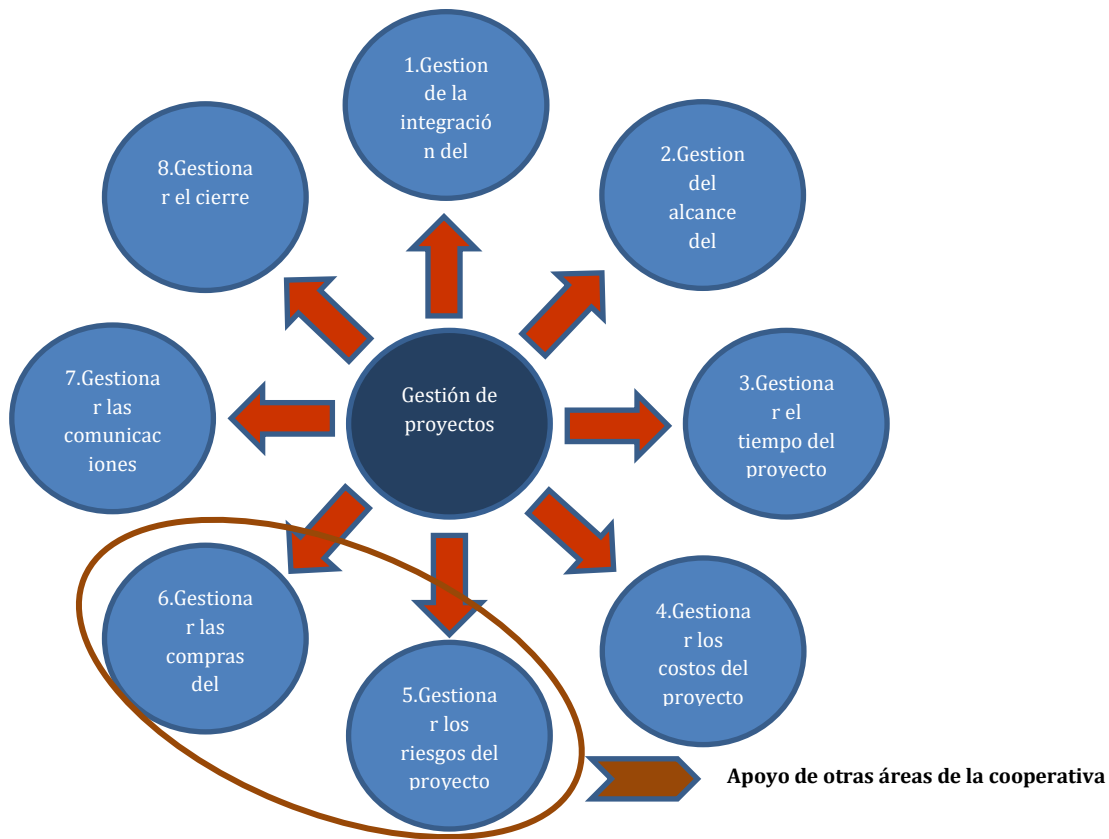 1.Gestion
de la
integració
n del
2.Gestion
del
alcance
del
3.Gestiona
r el
tiempo del
proyecto
4.Gestiona
r los
costos del
proyecto
5.Gestiona
r los
riesgos del
proyecto
6.Gestiona
r las
compras
del
7.Gestiona
r las
comunicac
iones
8.Gestiona
r el cierre
Gestión de
proyectos
Apoyo de otras áreas de la cooperativa